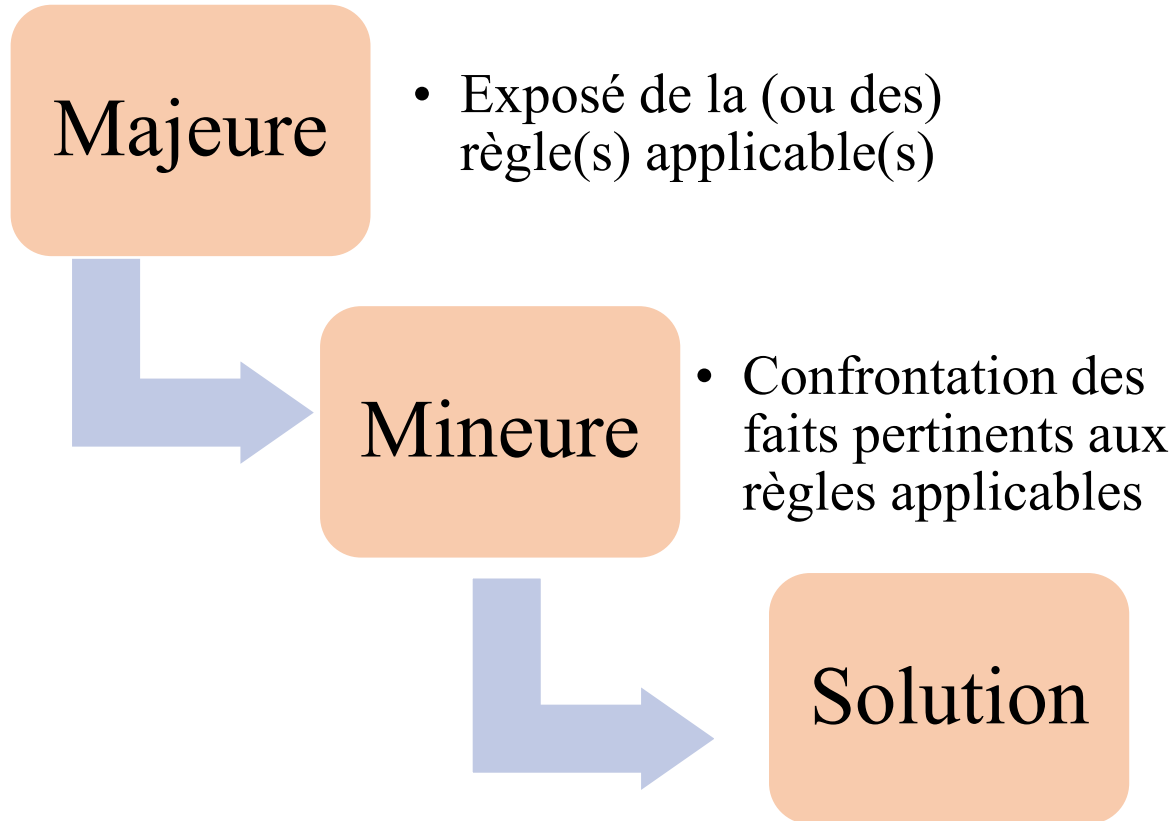 Majeure
• Exposé de la (ou des)
règle(s) applicable(s)
Mineure
• Confrontation des
faits pertinents aux
règles applicables
Solution